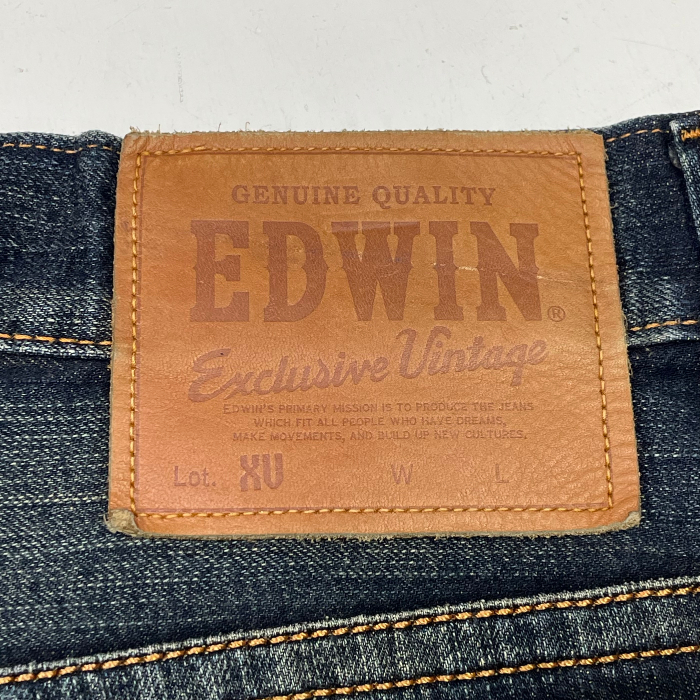 GENUINE QUALITY
EDWIN®
Exclusive Vintage
EDWIN'S PRIMARY MISSION IS TO PRODUCE THE JEANS
WHICH FIT ALL PEOPLE WHO HAVE DREAMS,
MAKE MOVEMENTS, AND BUILD UP NEW CULTURES.
Lot. XV W L